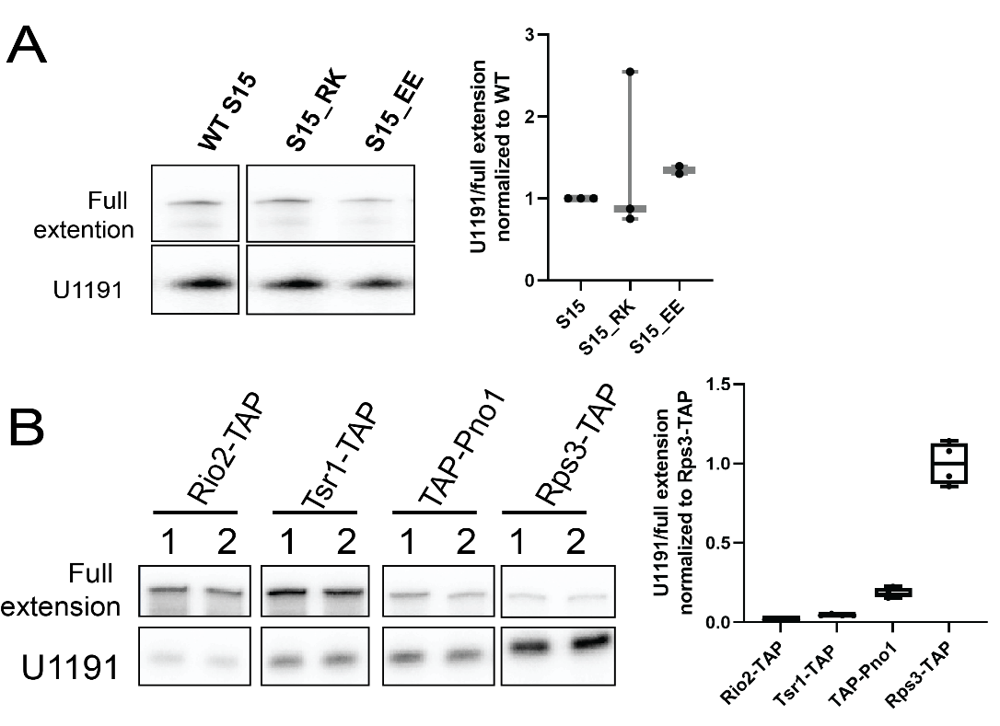 A
WT S15
S15_RK
S15_EE
Full
extention
U1191
U1191/full extension
normalized to WT
3
2
1
0
S15
S15_RK
S15_EE
B
Rio2-TAP
Tsr1-TAP
TAP-Pno1
Rps3-TAP
1 2 1 2 1 2 1 2
Full
extension
U1191
U1191/full extension
normalized to Rps3-TAP
1.5
1.0
0.5
0.0
Rio2-TAP
Tsr1-TAP
TAP-Pno1
Rps3-TAP